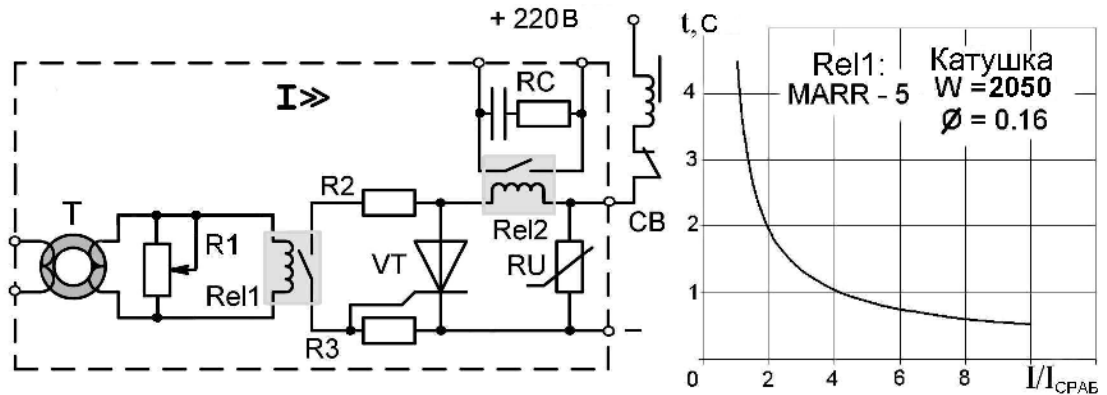 + 220В
I≫
RC
T
R1
Rel1
R2
VT
R3
Rel2
RU
СВ
–
t, с
Rel1: Катушка
MARR - 5 W = 2050
Ø = 0.16
4
3
2
1
0
2
4
6
8
I/IСРАБ